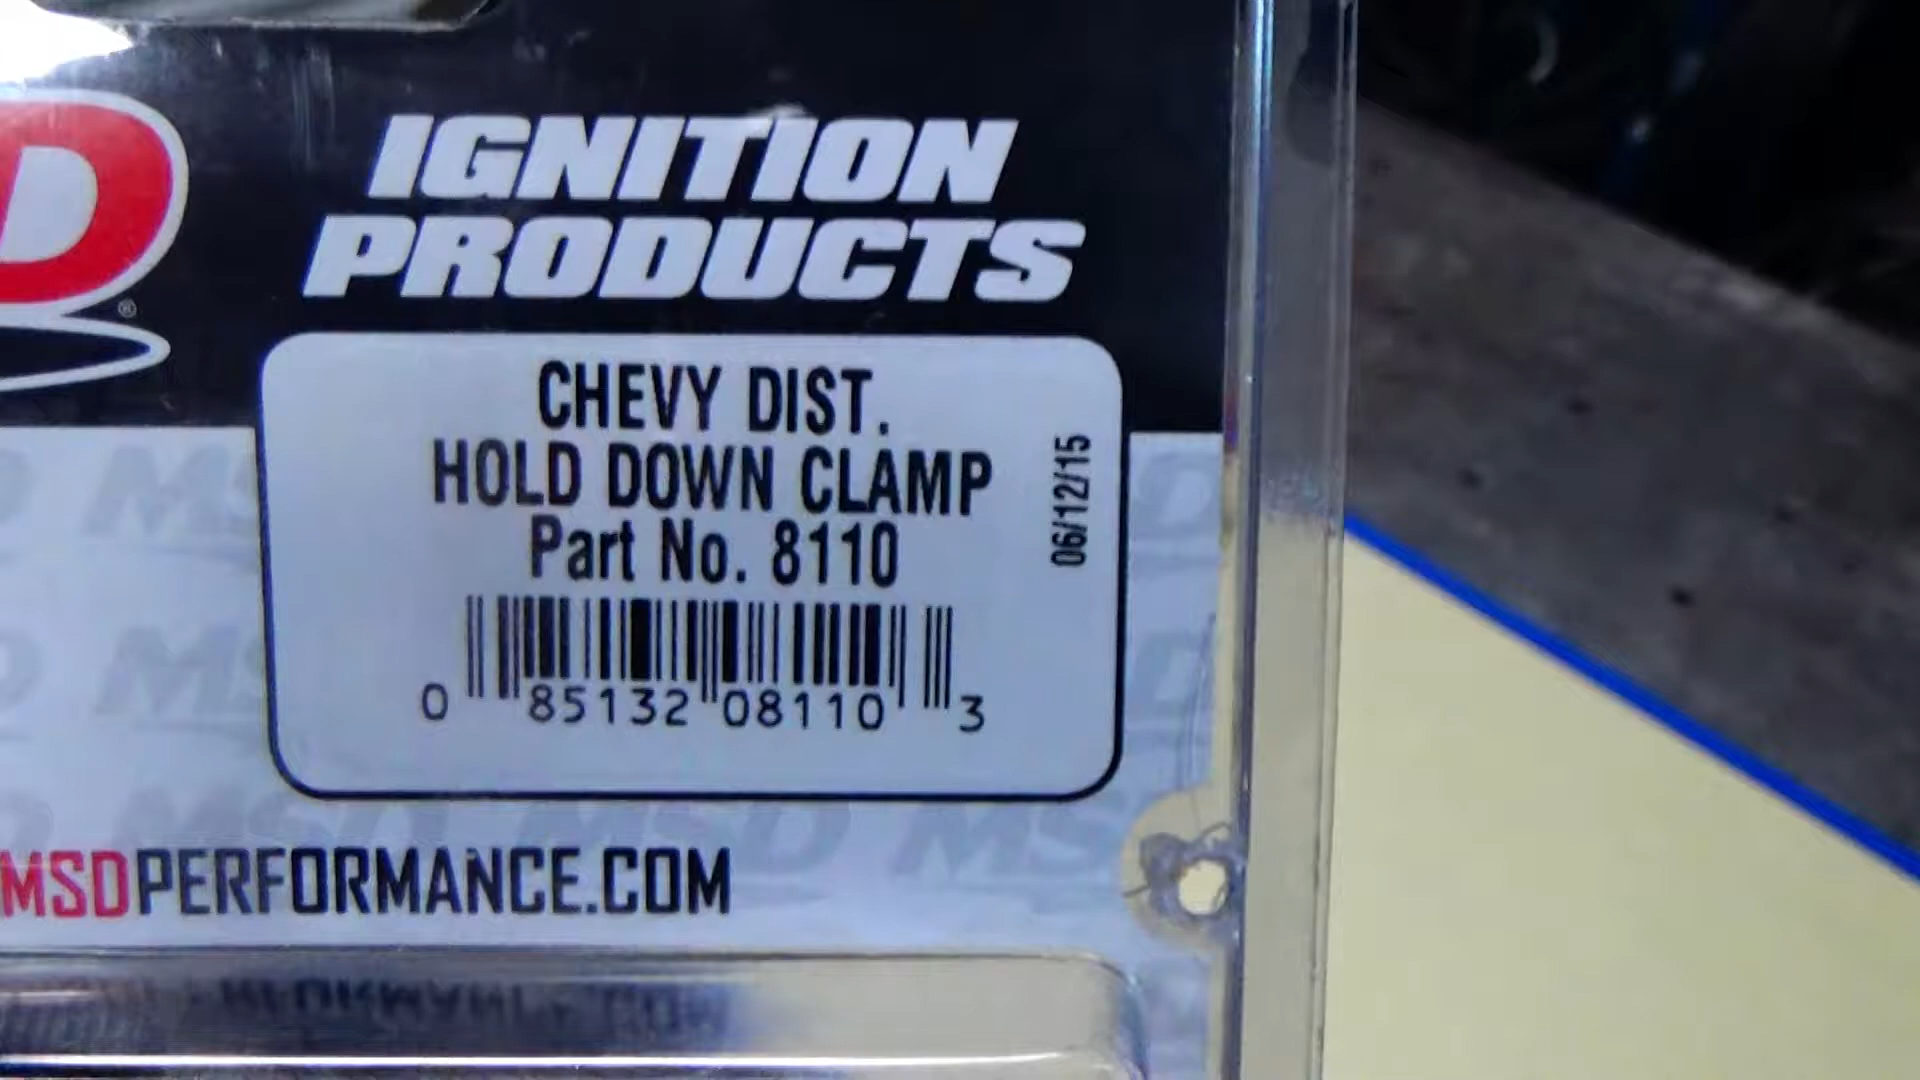 D
®
IGNITION
PRODUCTS
CHEVY DIST.
HOLD DOWN CLAMP
Part No. 8110
06/12/15
0 85132 08110 3
MSDPERFORMANCE.COM